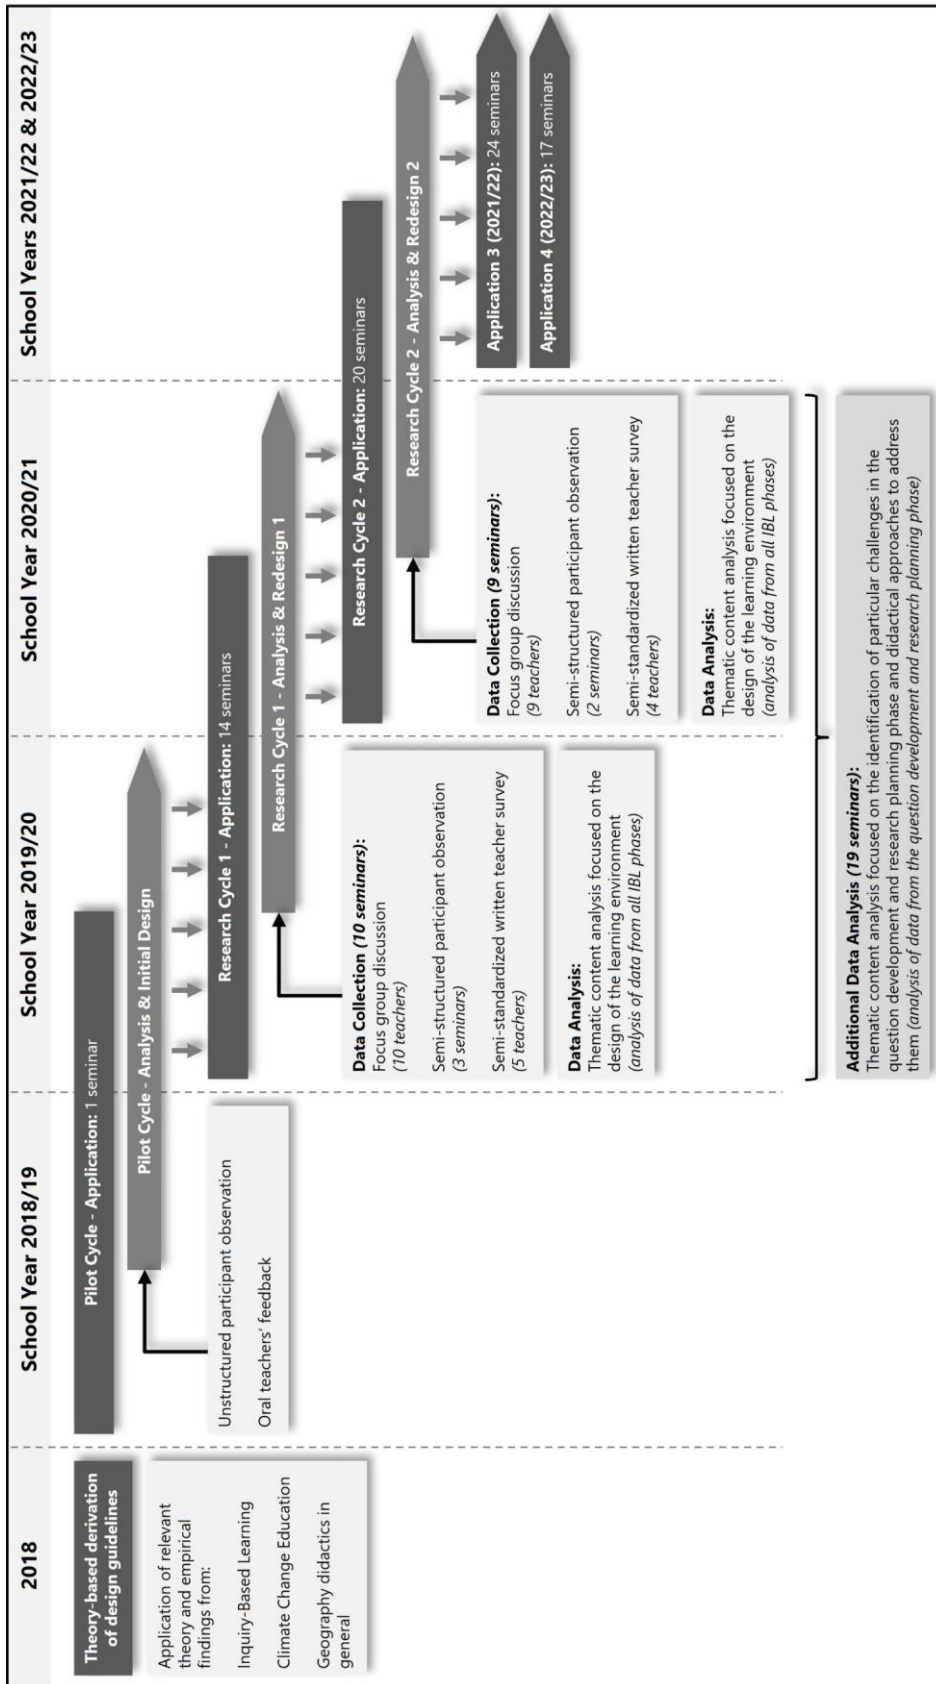 2018
School Year 2018/19
School Year 2019/20
School Year 2020/21
School Years 2021/22 & 2022/23
Theory-based derivation
of design guidelines
Application of relevant
theory and empirical
findings from:
Inquiry-Based Learning
Climate Change Education
Geography didactics in
general
Pilot Cycle - Application: 1 seminar
Pilot Cycle - Analysis & Initial Design
Unstructured participant observation
Oral teachers' feedback
Research Cycle 1 - Application: 14 seminars
Research Cycle 1 - Analysis & Redesign 1
Data Collection (10 seminars):
Focus group discussion
(10 teachers)
Semi-structured participant observation
(3 seminars)
Semi-standardized written teacher survey
(5 teachers)
Data Analysis:
Thematic content analysis focused on the
design of the learning environment
(analysis of data from all IBL phases)
Research Cycle 2 - Application: 20 seminars
Research Cycle 2 - Analysis & Redesign 2
Data Collection (9 seminars):
Focus group discussion
(9 teachers)
Semi-structured participant observation
(2 seminars)
Semi-standardized written teacher survey
(4 teachers)
Data Analysis:
Thematic content analysis focused on the
design of the learning environment
(analysis of data from all IBL phases)
Application 3 (2021/22): 24 seminars
Application 4 (2022/23): 17 seminars
Additional Data Analysis (19 seminars):
Thematic content analysis focused on the identification of particular challenges in the
question development and research planning phase and didactical approaches to address
them (analysis of data from the question development and research planning phase)